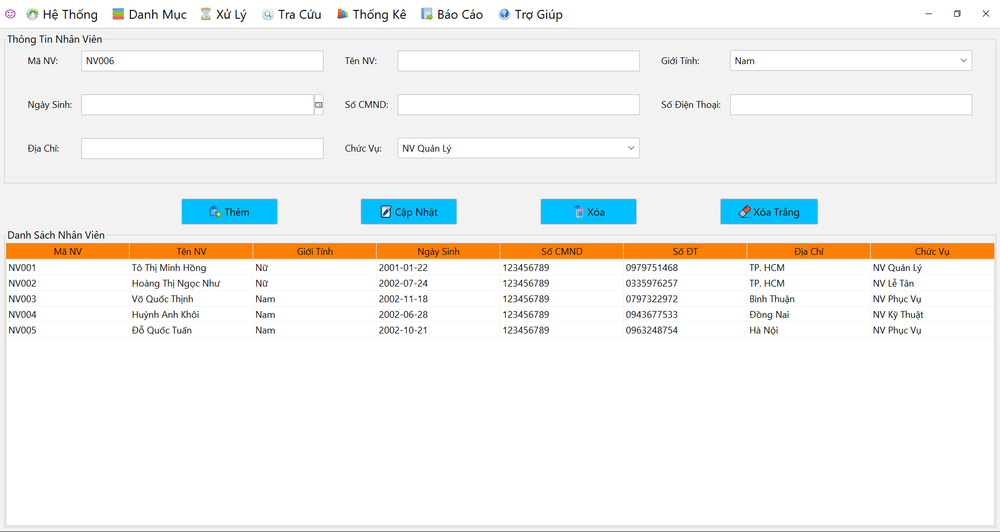 Hệ Thống Danh Mục Xử Lý Tra Cứu Thống Kê Báo Cáo Trợ Giúp
Thông Tin Nhân Viên
Mã NV: NV006 Tên NV: Giới Tính: Nam
Ngày Sinh: Số CMND: Số Điện Thoại:
Địa Chỉ: Chức Vụ: NV Quản Lý
Thêm Cập Nhật Xóa Xóa Trắng
Danh Sách Nhân Viên
Mã NV Tên NV Giới Tính Ngày Sinh Số CMND Số ĐT Địa Chỉ Chức Vụ
NV001 Tô Thị Minh Hồng Nữ 2001-01-22 123456789 0979751468 TP. HCM NV Quản Lý
NV002 Hoàng Thị Ngọc Như Nữ 2002-07-24 123456789 0335976257 TP. HCM NV Lễ Tân
NV003 Võ Quốc Thịnh Nam 2002-11-18 123456789 0797322972 Bình Thuận NV Phục Vụ
NV004 Huỳnh Anh Khôi Nam 2002-06-28 123456789 0943677533 Đồng Nai NV Kỹ Thuật
NV005 Đỗ Quốc Tuấn Nam 2002-10-21 123456789 0963248754 Hà Nội NV Phục Vụ